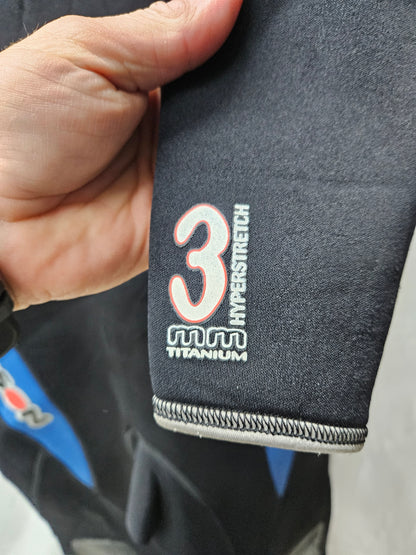 3
HYPERSTRETCH
mm
TITANIUM